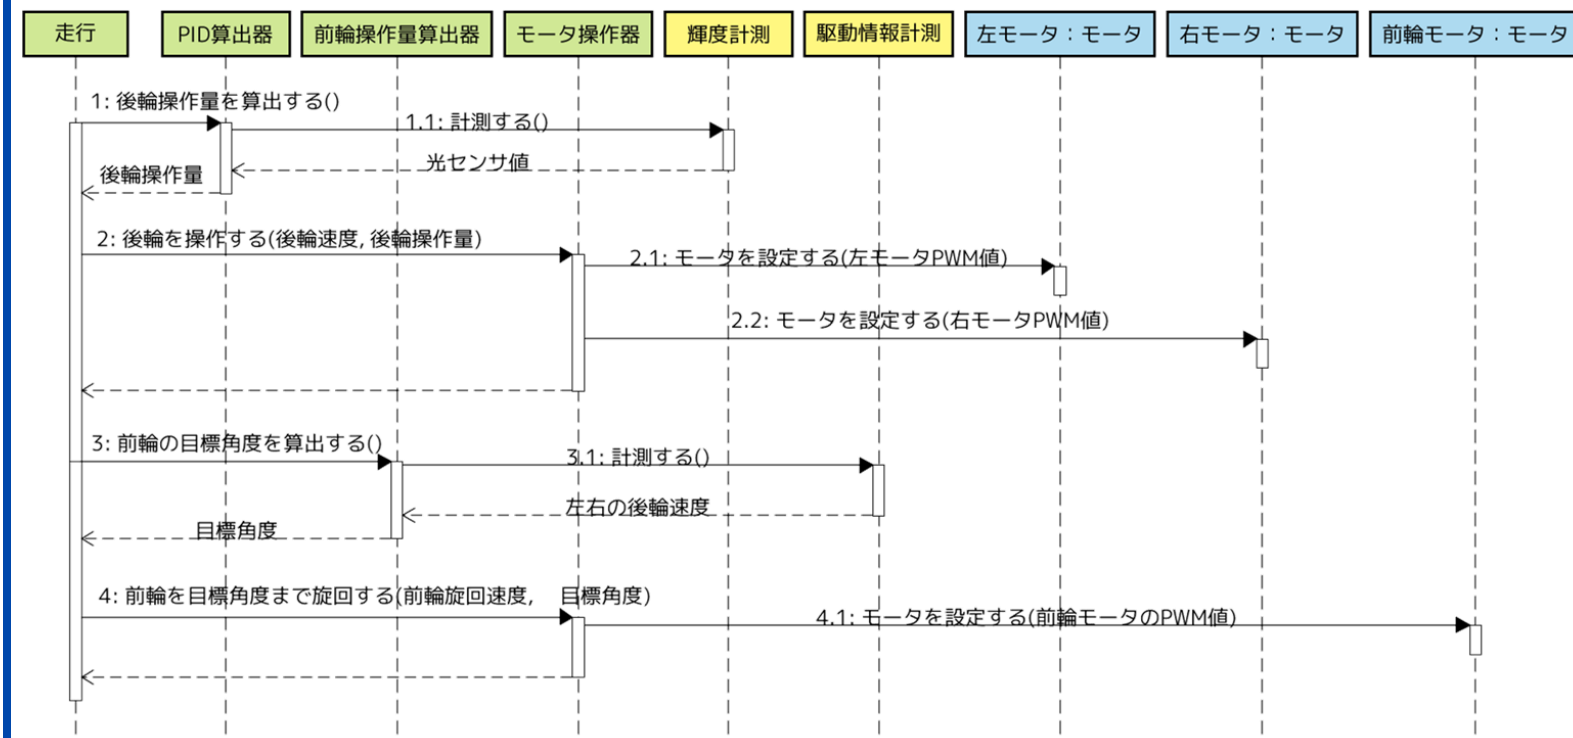 走行
PID算出器
前輪操作量算出器
モータ操作器
輝度計測
駆動情報計測
左モータ：モータ
右モータ：モータ
前輪モータ：モータ
1: 後輪操作量を算出する()
1.1: 計測する()
光センサ値
後輪操作量
2: 後輪を操作する(後輪速度, 後輪操作量)
2.1: モータを設定する(左モータPWM値)
2.2: モータを設定する(右モータPWM値)
3: 前輪の目標角度を算出する()
3.1: 計測する()
左右の後輪速度
目標角度
4: 前輪を目標角度まで旋回する(前輪旋回速度,　目標角度)
4.1: モータを設定する(前輪モータのPWM値)